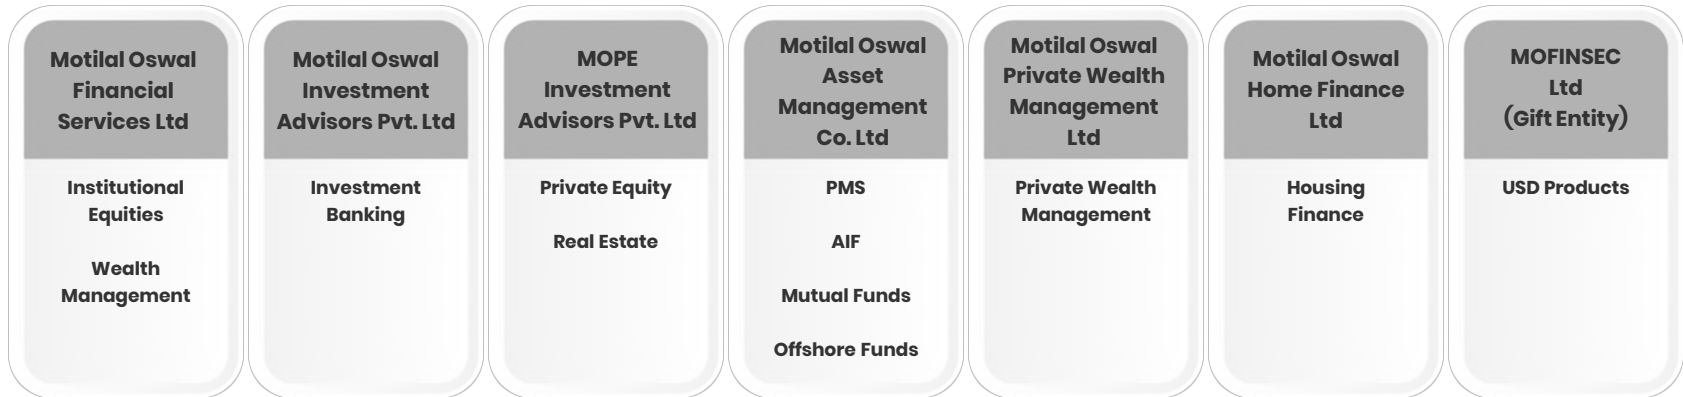 Motilal Oswal
Financial
Services Ltd
Institutional
Equities
Wealth
Management
Motilal Oswal
Investment
Advisors Pvt. Ltd
Investment
Banking
MOPE
Investment
Advisors Pvt. Ltd
Private Equity
Real Estate
Motilal Oswal
Asset
Management
Co. Ltd
PMS
AIF
Mutual Funds
Offshore Funds
Motilal Oswal
Private Wealth
Management
Ltd
Private Wealth
Management
Motilal Oswal
Home Finance
Ltd
Housing
Finance
MOFINSEC
Ltd
(Gift Entity)
USD Products